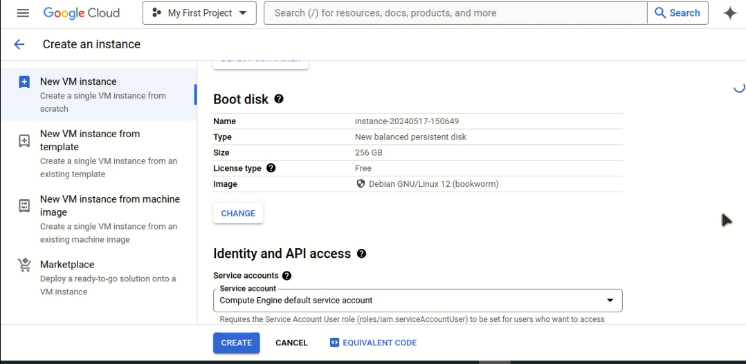 Google Cloud
My First Project
Search (/) for resources, docs, products, and more
Search
Create an instance
New VM instance
Create a single VM instance from
scratch
New VM instance from
template
Create a single VM instance from an
existing template
New VM instance from machine
image
Create a single VM instance from an
existing machine image
Marketplace
Deploy a ready-to-go solution onto a
VM instance
Boot disk
Name instance-20240517-150649
Type New balanced persistent disk
Size 256 GB
License type Free
Image Debian GNU/Linux 12 (bookworm)
CHANGE
Identity and API access
Service accounts
Service account
Compute Engine default service account
Requires the Service Account User role (roles/iam.serviceAccountUser) to be set for users who want to access
CREATE CANCEL EQUIVALENT CODE